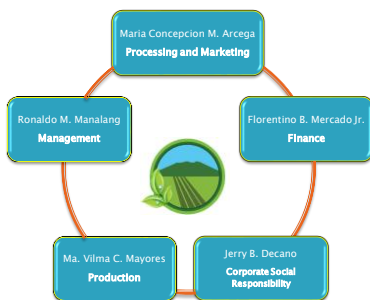 Maria Concepcion M. Arcega
Processing and Marketing
Ronaldo M. Manalang
Management
Florentino B. Mercado Jr.
Finance
Ma. Vilma C. Mayores
Production
Jerry B. Decano
Corporate Social
Responsibility